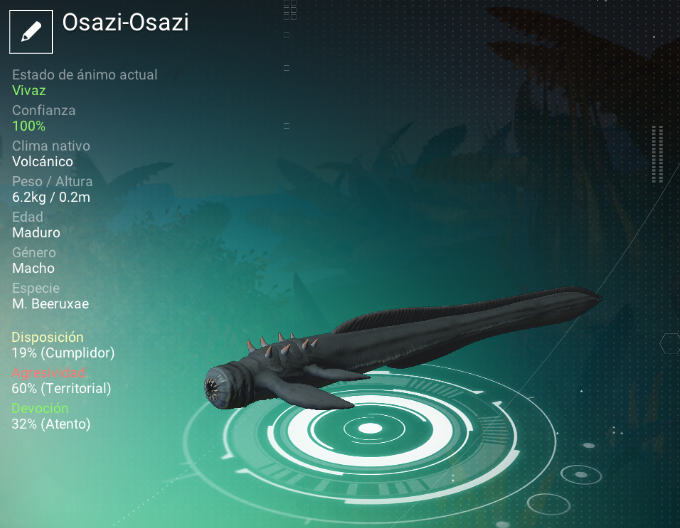 Osazi-Osazi
Estado de ánimo actual
Vivaz
Confianza
100%
Clima nativo
Volcánico
Peso / Altura
6.2kg / 0.2m
Edad
Maduro
Género
Macho
Especie
M. Beeruxae
Disposición
19% (Cumplidor)
Agresividad
60% (Territorial)
Devoción
32% (Atento)